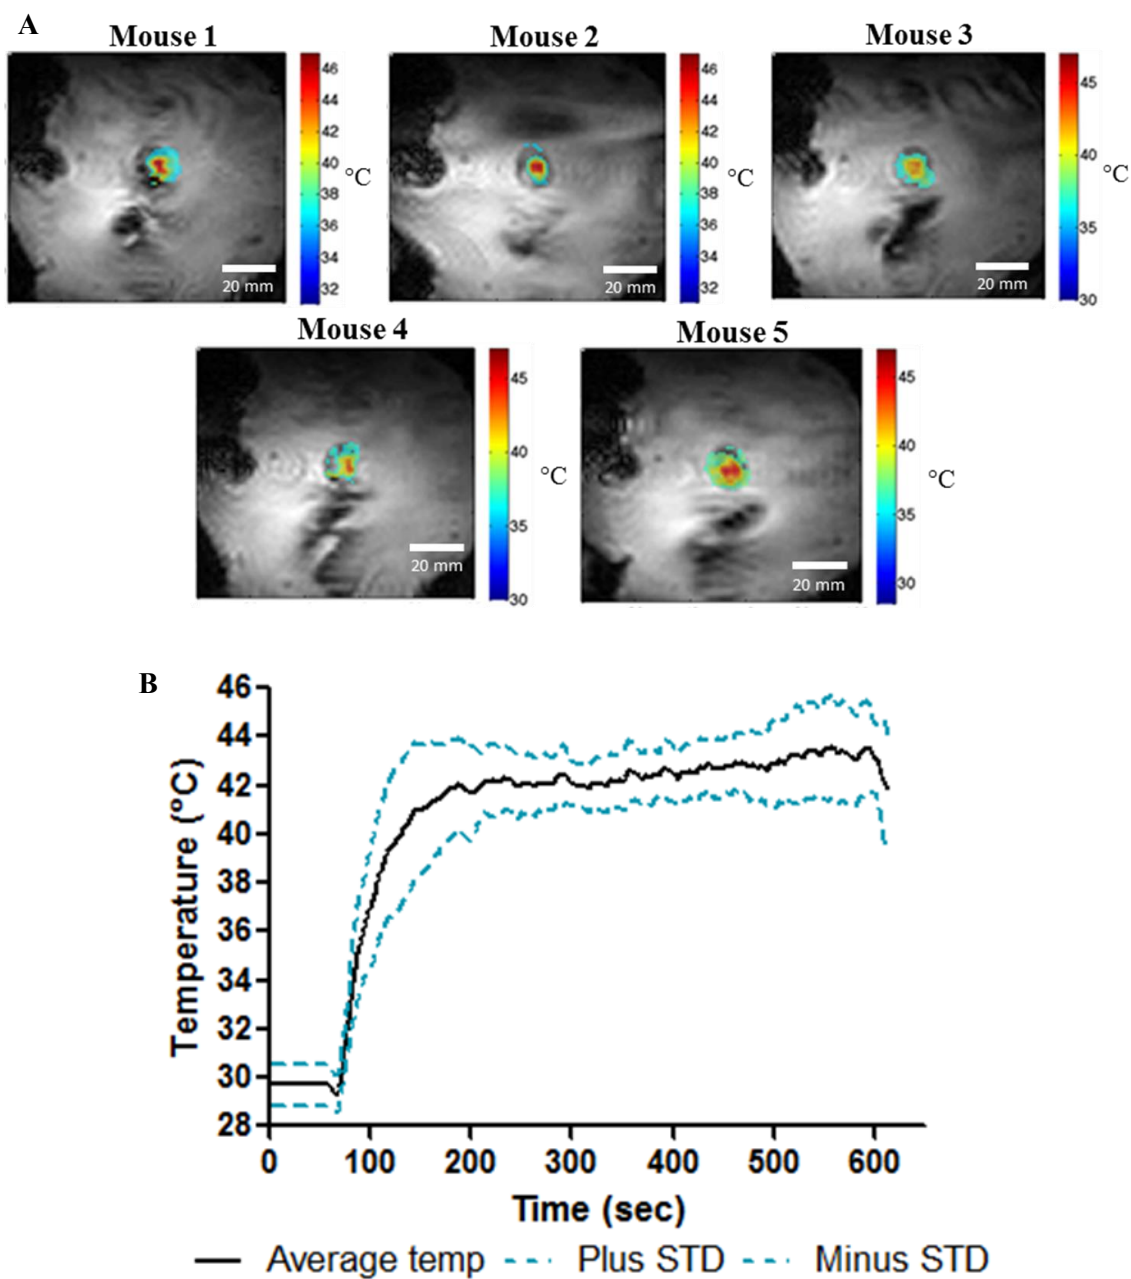 A
Mouse 1
46
44
42
40
38
36
34
32
°C
20 mm
Mouse 2
46
44
42
40
38
36
34
32
°C
20 mm
Mouse 3
45
40
35
30
°C
20 mm
Mouse 4
45
40
35
30
°C
20 mm
Mouse 5
45
40
35
30
°C
20 mm
B
Temperature (°C)
46
44
42
40
38
36
34
32
30
28
0 100 200 300 400 500 600
Time (sec)
Average temp Plus STD Minus STD